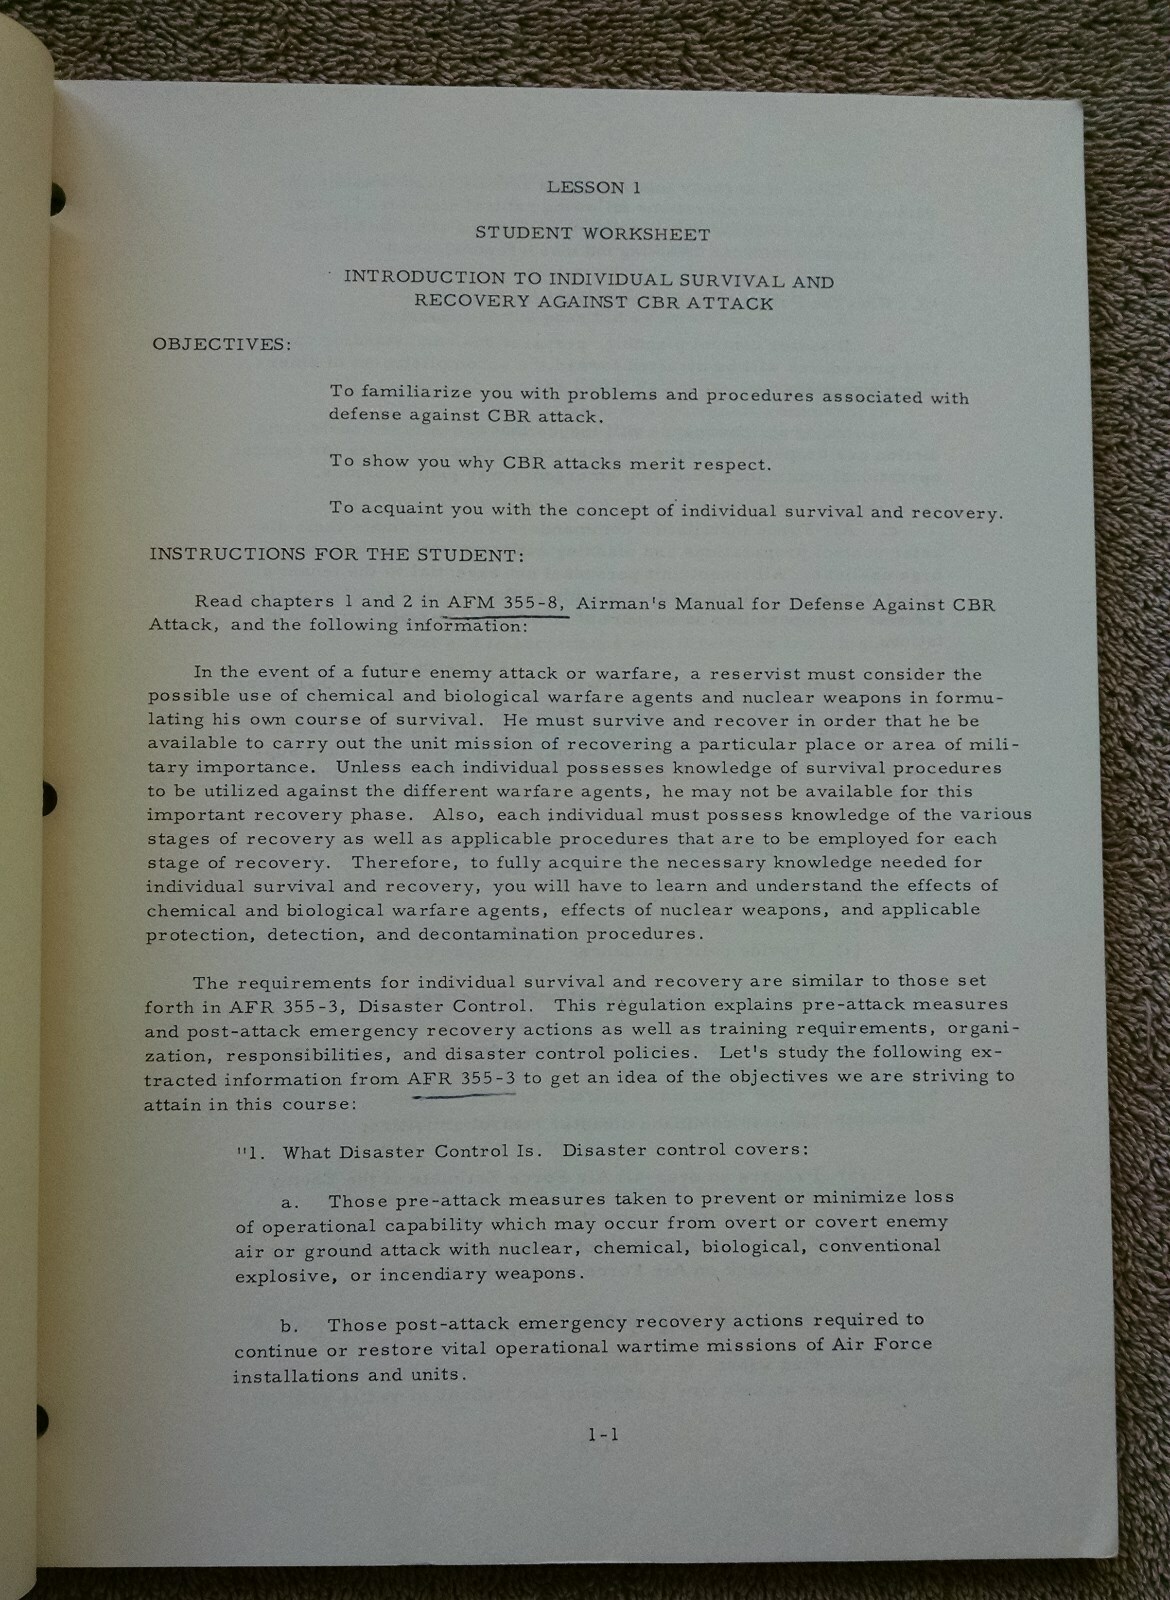 LESSON 1
STUDENT WORKSHEET
INTRODUCTION TO INDIVIDUAL SURVIVAL AND
RECOVERY AGAINST CBR ATTACK
OBJECTIVES:
To familiarize you with problems and procedures associated with
defense against CBR attack.
To show you why CBR attacks merit respect.
To acquaint you with the concept of individual survival and recovery.
INSTRUCTIONS FOR THE STUDENT:
Read chapters 1 and 2 in AFM 355-8, Airman's Manual for Defense Against CBR
Attack, and the following information:
In the event of a future enemy attack or warfare, a reservist must consider the
possible use of chemical and biological warfare agents and nuclear weapons in formu-
lating his own course of survival. He must survive and recover in order that he be
available to carry out the unit mission of recovering a particular place or area of mili-
tary importance. Unless each individual possesses knowledge of survival procedures
to be utilized against the different warfare agents, he may not be available for this
important recovery phase. Also, each individual must possess knowledge of the various
stages of recovery as well as applicable procedures that are to be employed for each
stage of recovery. Therefore, to fully acquire the necessary knowledge needed for
individual survival and recovery, you will have to learn and understand the effects of
chemical and biological warfare agents, effects of nuclear weapons, and applicable
protection, detection, and decontamination procedures.
The requirements for individual survival and recovery are similar to those set
forth in AFR 355-3, Disaster Control. This regulation explains pre-attack measures
and post-attack emergency recovery actions as well as training requirements, organi-
zation, responsibilities, and disaster control policies. Let's study the following ex-
tracted information from AFR 355-3 to get an idea of the objectives we are striving to
attain in this course:
"1. What Disaster Control Is. Disaster control covers:
a. Those pre-attack measures taken to prevent or minimize loss
of operational capability which may occur from overt or covert enemy
air or ground attack with nuclear, chemical, biological, conventional
explosive, or incendiary weapons.
b. Those post-attack emergency recovery actions required to
continue or restore vital operational wartime missions of Air Force
installations and units.
1-1